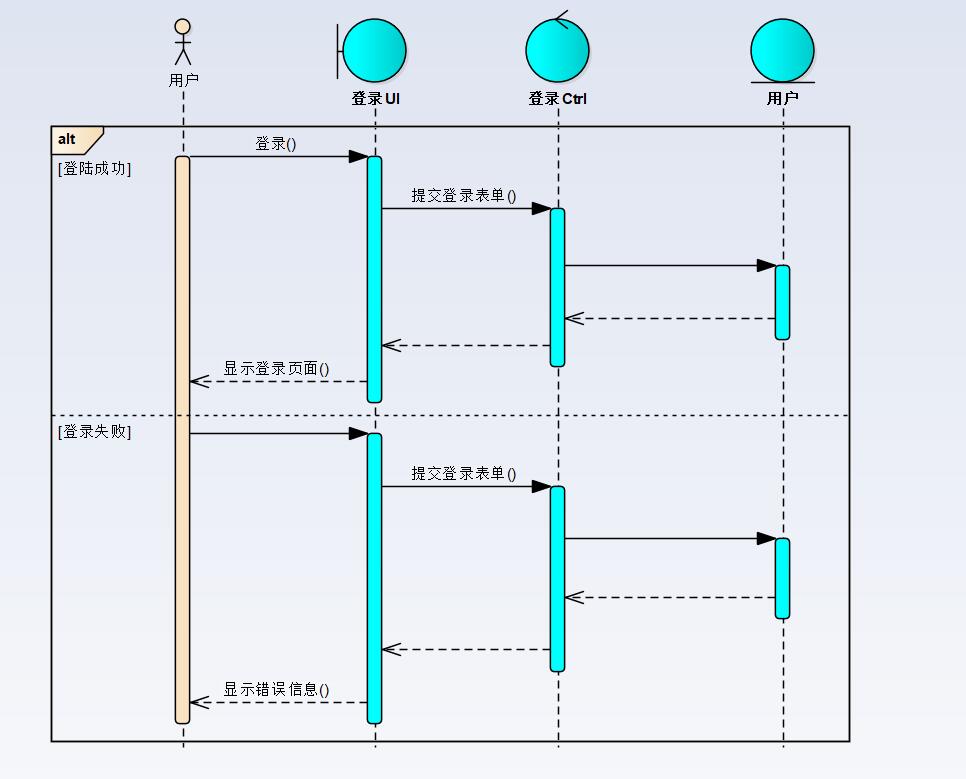 用户
登录UI
登录Ctrl
用户
alt
登录()
[登陆成功]
提交登录表单()
显示登录页面()
[登录失败]
提交登录表单()
显示错误信息()